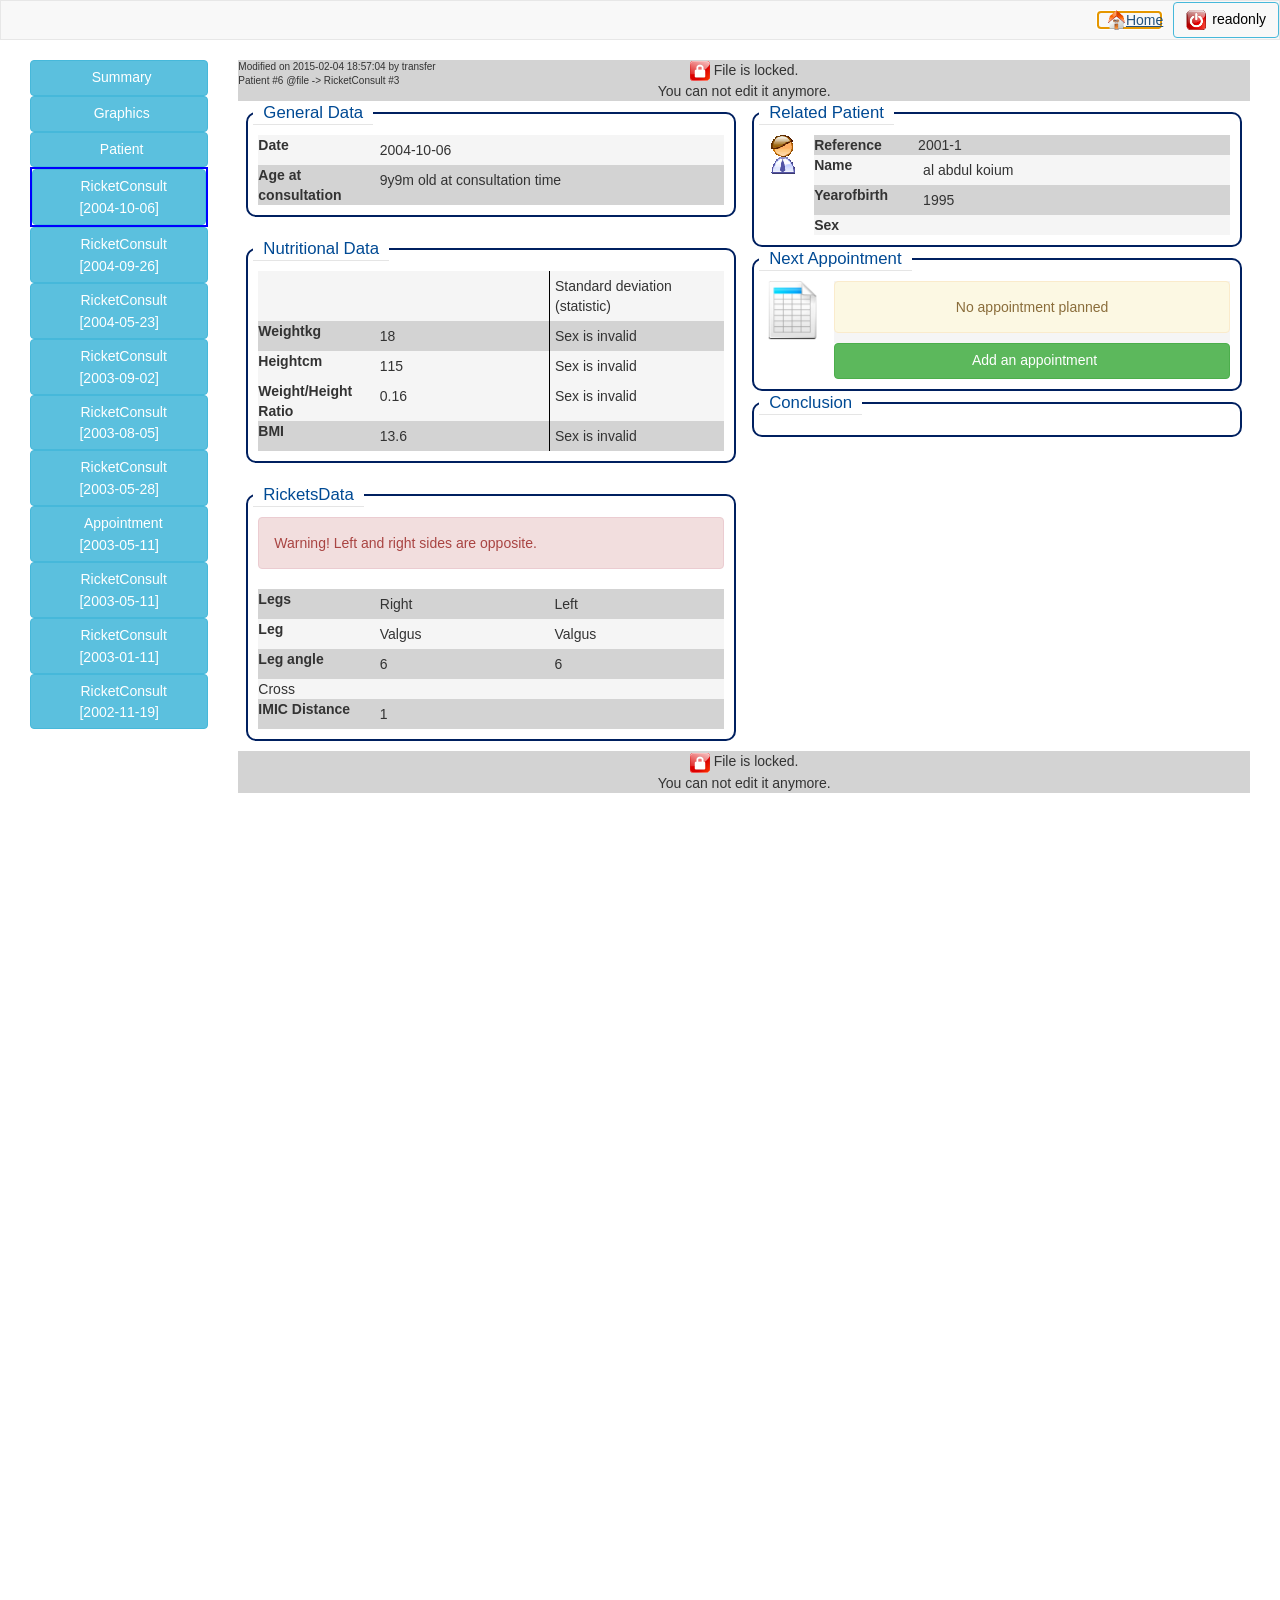 Home
readonly
Summary
Graphics
Patient
RicketConsult
[2004-10-06]
RicketConsult
[2004-09-26]
RicketConsult
[2004-05-23]
RicketConsult
[2003-09-02]
RicketConsult
[2003-08-05]
RicketConsult
[2003-05-28]
Appointment
[2003-05-11]
RicketConsult
[2003-05-11]
RicketConsult
[2003-01-11]
RicketConsult
[2002-11-19]
Modified on 2015-02-04 18:57:04 by transfer
Patient #6 @file -> RicketConsult #3
File is locked.
You can not edit it anymore.
General Data
Date 2004-10-06
Age at consultation 9y9m old at consultation time
Nutritional Data
Standard deviation
(statistic)
Weightkg 18 Sex is invalid
Heightcm 115 Sex is invalid
Weight/Height Ratio 0.16 Sex is invalid
BMI 13.6 Sex is invalid
RicketsData
Warning! Left and right sides are opposite.
Legs Right Left
Leg Valgus Valgus
Leg angle 6 6
Cross
IMIC Distance 1
Related Patient
Reference 2001-1
Name al abdul koium
Yearofbirth 1995
Sex
Next Appointment
No appointment planned
Add an appointment
Conclusion
File is locked.
You can not edit it anymore.